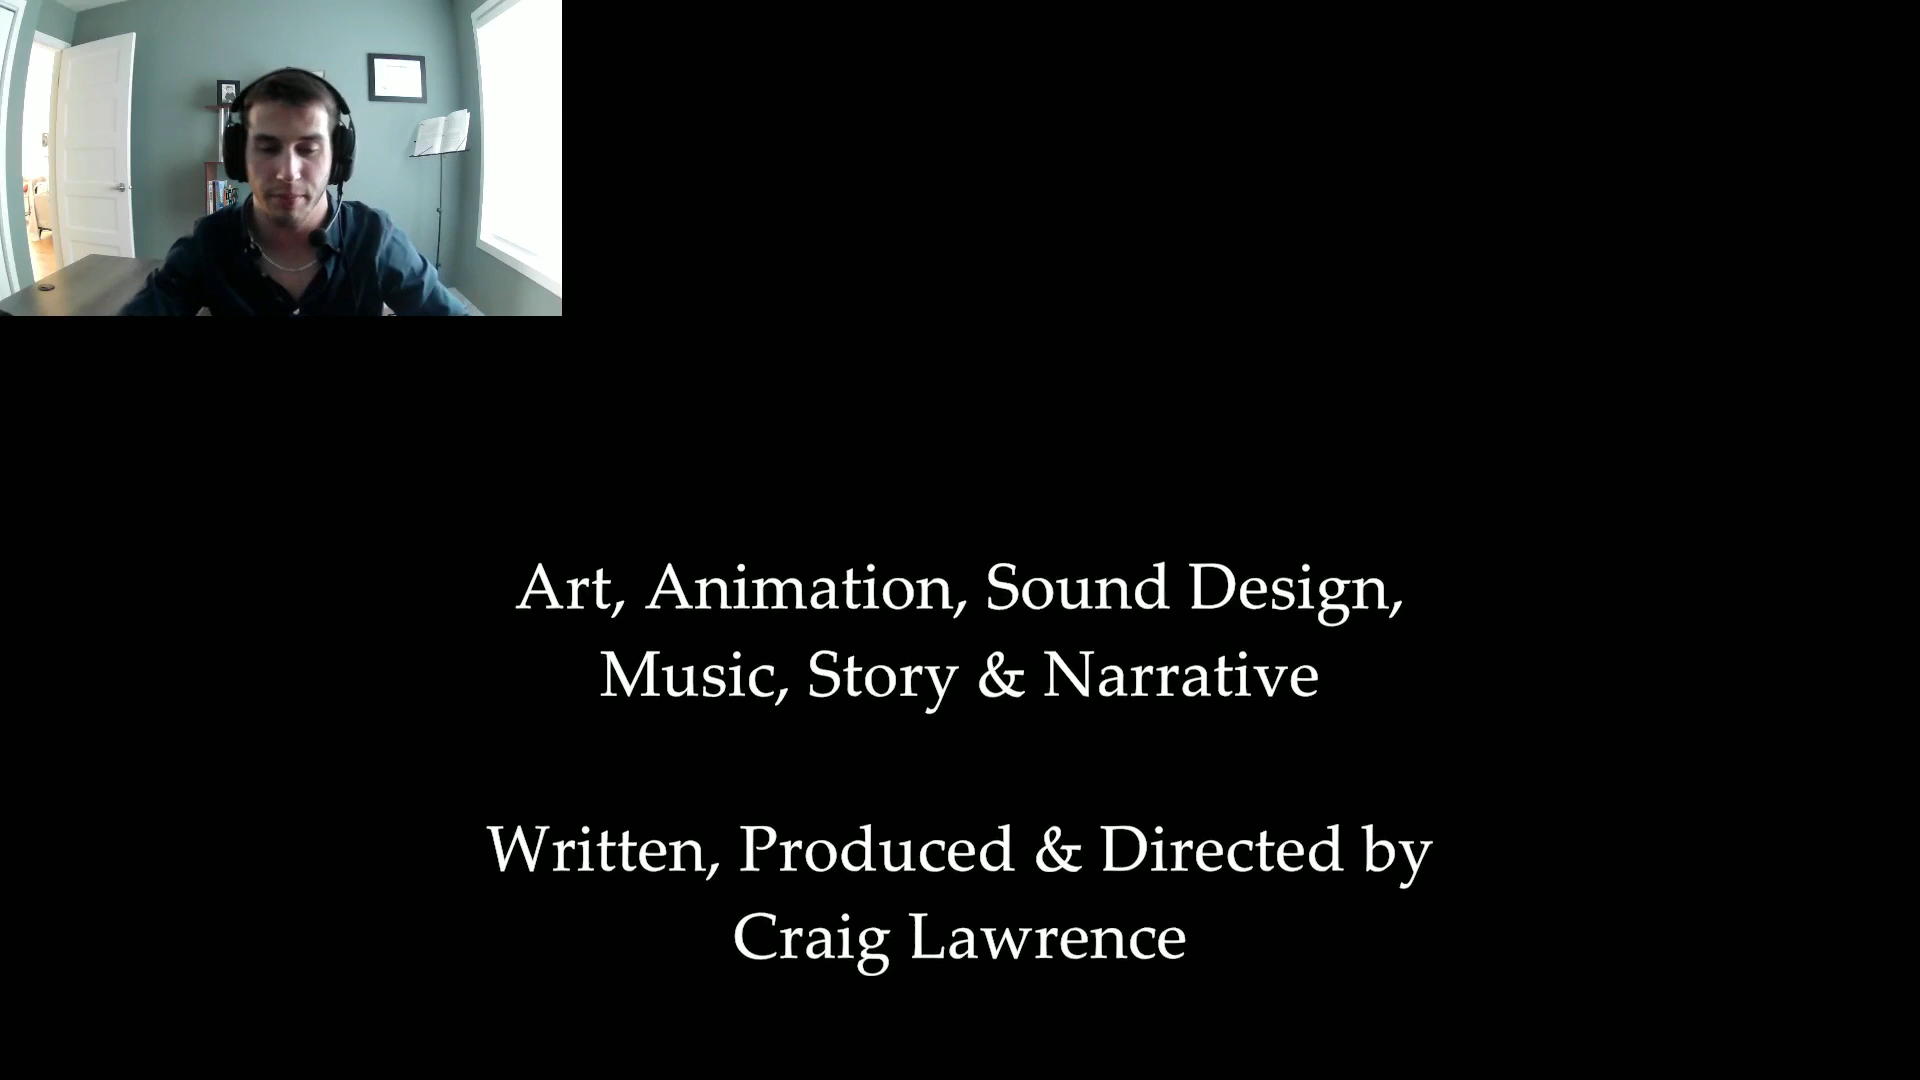 Art, Animation, Sound Design,
Music, Story & Narrative
Written, Produced & Directed by
Craig Lawrence